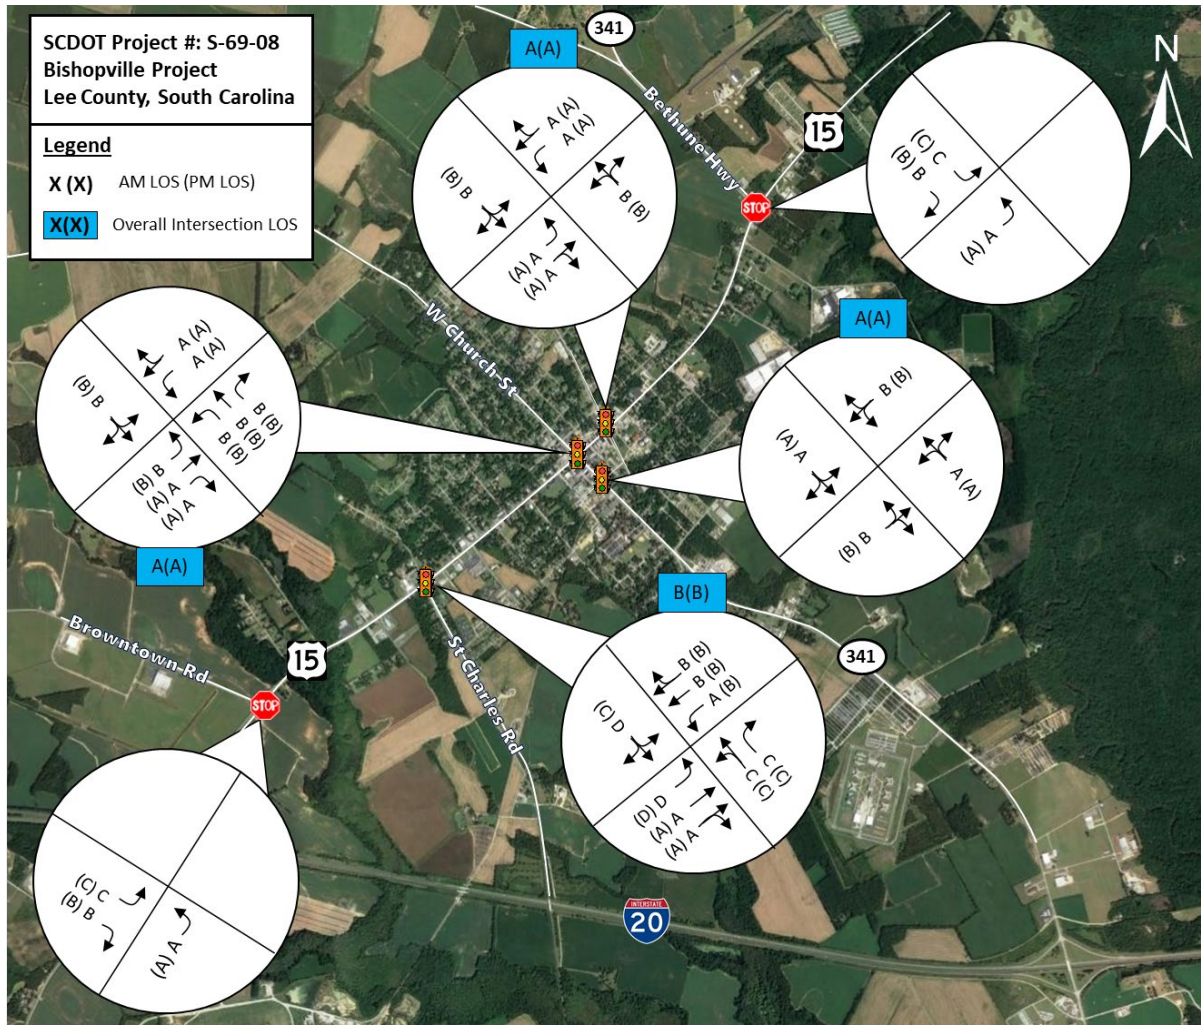 SCDOT Project #: S-69-08
Bishopville Project
Lee County, South Carolina
Legend
X (X) AM LOS (PM LOS)
X(X) Overall Intersection LOS
N
341
Bethune Hwy
15
STOP
A(A)
A (A)
A (A)
(B) B
B (B)
(A) A
(A) A
(C) C
(B) B
(A) A
W Church St
A (A)
A (A)
(B) B
B (B)
B (B)
B (B)
(B) B
(A) A
(A) A
A(A)
A(A)
B (B)
(A) A
A (A)
(B) B
B(B)
B (B)
B (B)
A (B)
(C) D
C (C)
C (C)
(D) D
(A) A
(A) A
Browntown Rd
15
STOP
St Charles Rd
341
(C) C
(B) B
(A) A
INTERSTATE
20